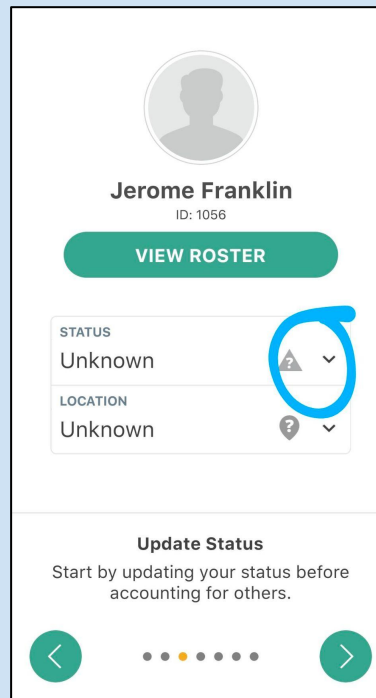 Jerome Franklin
ID: 1056
VIEW ROSTER
STATUS
Unknown
?
LOCATION
Unknown
?
Update Status
Start by updating your status before
accounting for others.